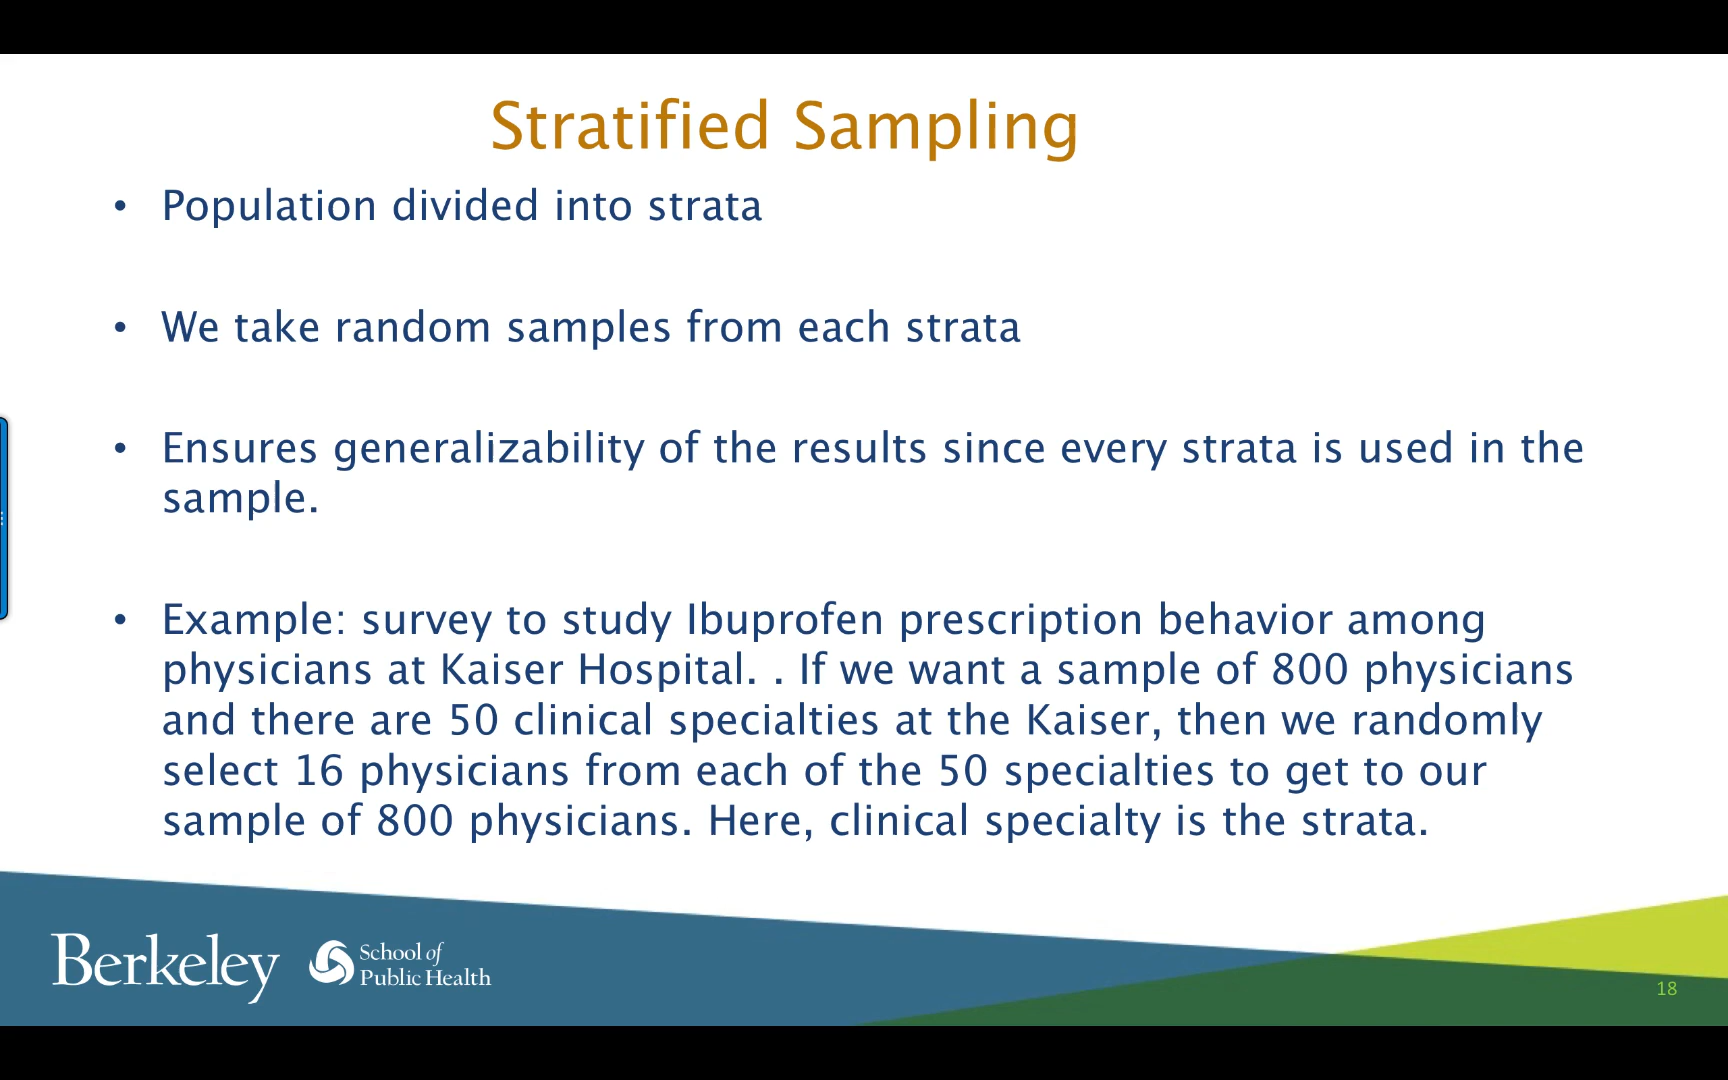 Stratified Sampling
• Population divided into strata
• We take random samples from each strata
• Ensures generalizability of the results since every strata is used in the
sample.
• Example: survey to study Ibuprofen prescription behavior among
physicians at Kaiser Hospital. . If we want a sample of 800 physicians
and there are 50 clinical specialties at the Kaiser, then we randomly
select 16 physicians from each of the 50 specialties to get to our
sample of 800 physicians. Here, clinical specialty is the strata.
Berkeley
School of
Public Health
18